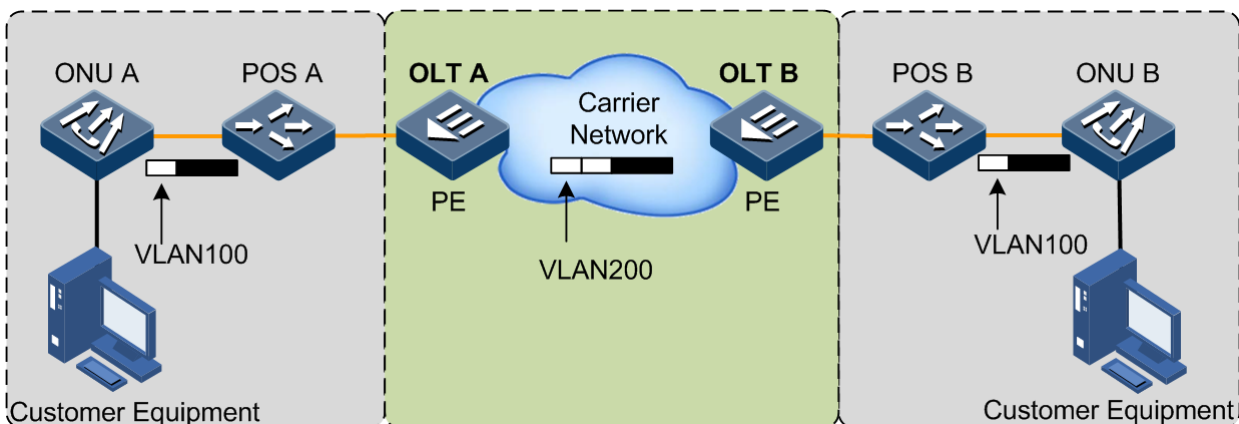 ONU A
POS A
OLT A
OLT B
POS B
ONU B
Carrier
Network
PE
PE
VLAN100
VLAN200
VLAN100
Customer Equipment
Customer Equipment